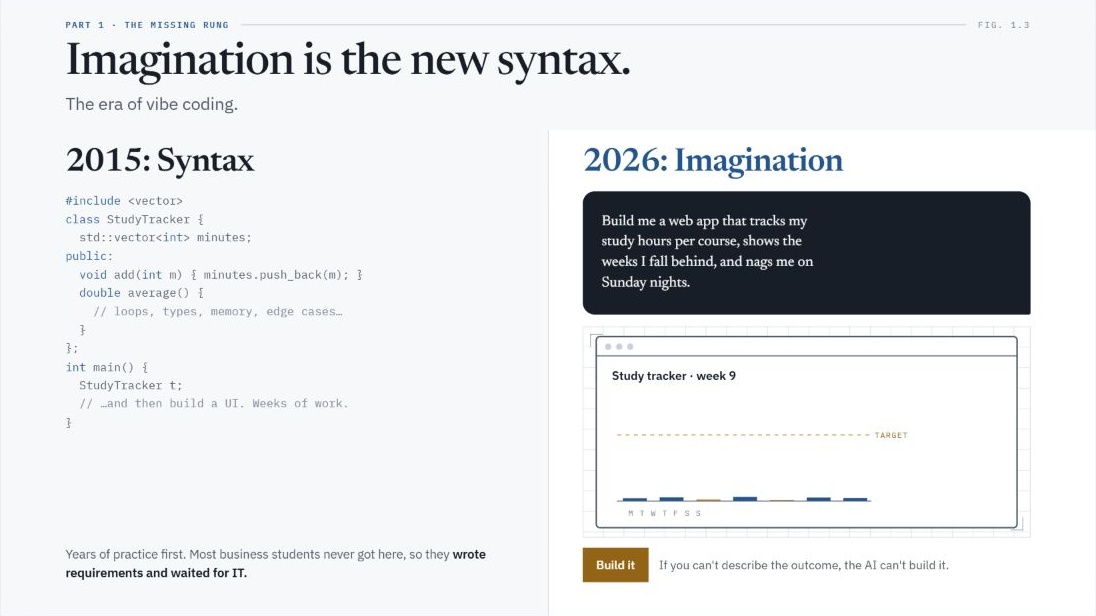 PART 1 · THE MISSING RUNG
FIG. 1.3
Imagination is the new syntax.
The era of vibe coding.
2015: Syntax
#include <vector>
class StudyTracker {
std::vector<int> minutes;
public:
void add(int m) { minutes.push_back(m); }
double average() {
// loops, types, memory, edge cases…
}
};
int main() {
StudyTracker t;
// …and then build a UI. Weeks of work.
}
Years of practice first. Most business students never got here, so they wrote
requirements and waited for IT.
2026: Imagination
Build me a web app that tracks my
study hours per course, shows the
weeks I fall behind, and nags me on
Sunday nights.
Study tracker · week 9
TARGET
M T W T F S S
Build it
If you can't describe the outcome, the AI can't build it.